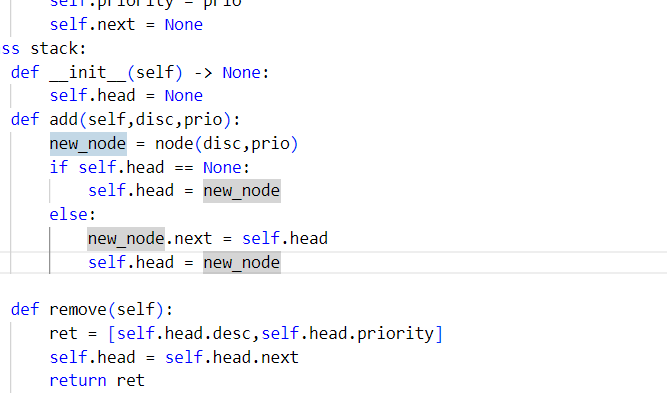 self.priority = prio
self.next = None
ss stack:
def __init__(self) -> None:
self.head = None
def add(self,disc,prio):
new_node = node(disc,prio)
if self.head == None:
self.head = new_node
else:
new_node.next = self.head
self.head = new_node
def remove(self):
ret = [self.head.desc,self.head.priority]
self.head = self.head.next
return ret